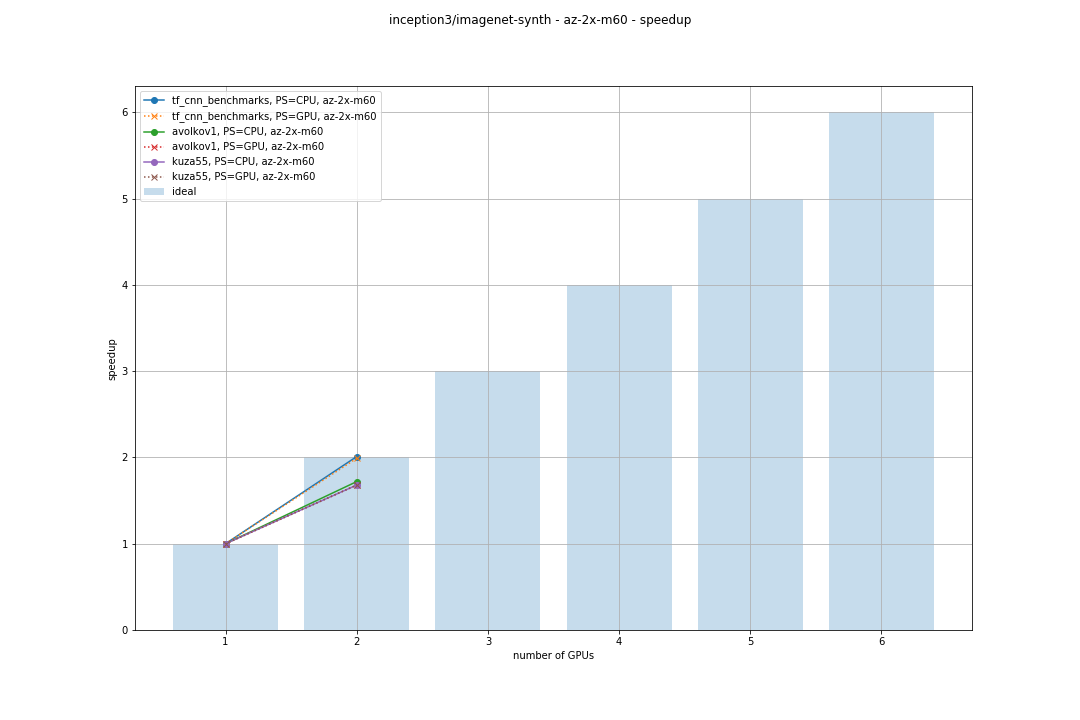 inception3/imagenet-synth - az-2x-m60 - speedup
tf_cnn_benchmarks, PS=CPU, az-2x-m60
tf_cnn_benchmarks, PS=GPU, az-2x-m60
avolkov1, PS=CPU, az-2x-m60
avolkov1, PS=GPU, az-2x-m60
kuza55, PS=CPU, az-2x-m60
kuza55, PS=GPU, az-2x-m60
ideal
6
5
4
3
2
1
0
speedup
1 2 3 4 5 6
number of GPUs